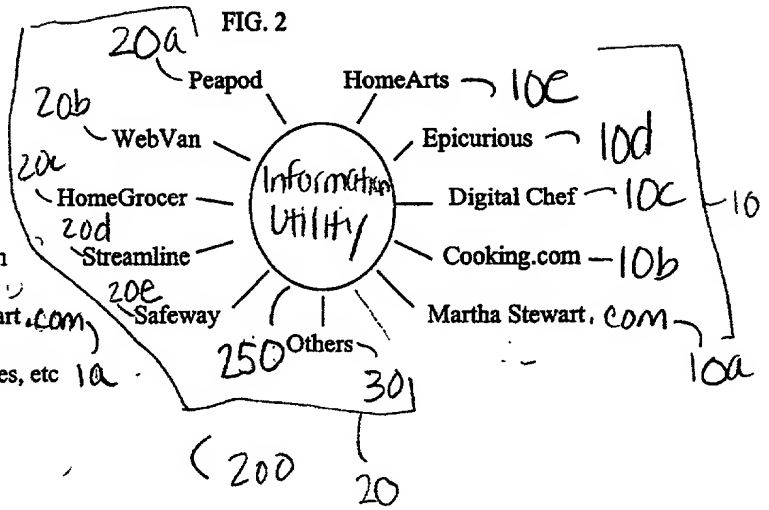 FIG. 2
20a
Peapod HomeArts 10e
20b
WebVan Epicurious 10d
20c
Information
HomeGrocer Digital Chef 10c 10
Utility
20d
n Streamline Cooking.com 10b
20e
art.com Safeway Martha Stewart.com
250 Others 10a
es, etc 1a 30
200 20